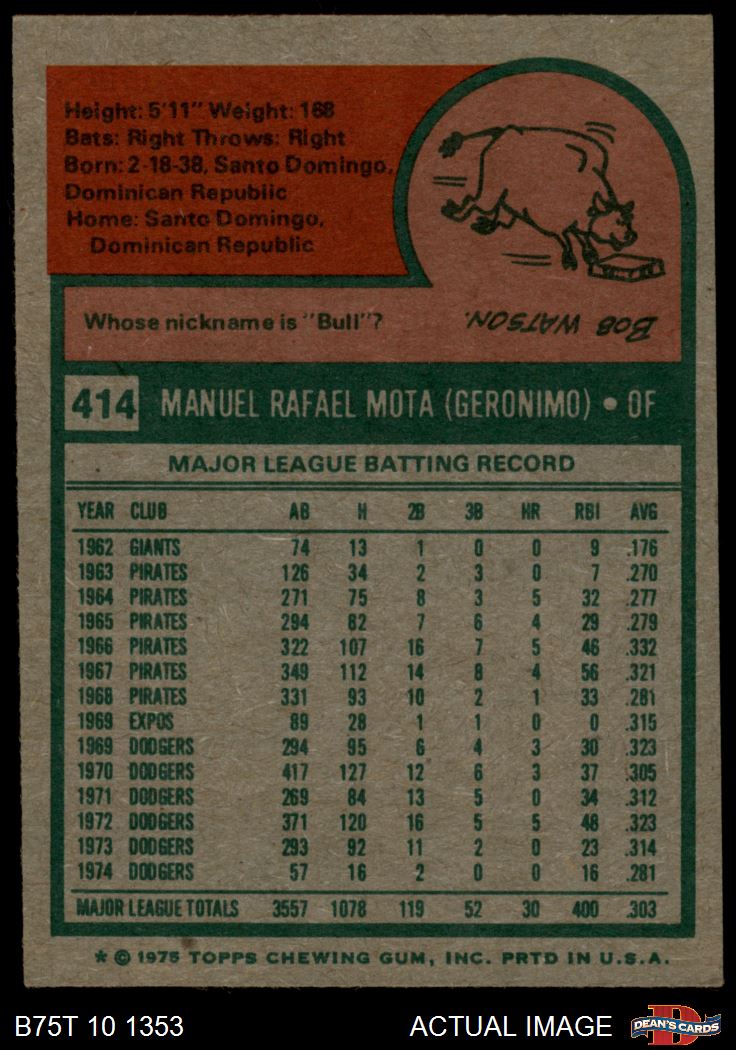 Height: 5'11" Weight: 168
Bats: Right Throws: Right
Born: 2-18-38, Santo Domingo,
Dominican Republic
Home: Santo Domingo,
Dominican Republic
Whose nickname is "Bull"?
BOB WATSON.
414 MANUEL RAFAEL MOTA (GERONIMO) • OF
MAJOR LEAGUE BATTING RECORD
YEAR CLUB AB H 2B 3B HR RBI AVG
1962 GIANTS 74 13 1 0 0 9 .176
1963 PIRATES 126 34 2 3 0 7 .270
1964 PIRATES 271 75 8 3 5 32 .277
1965 PIRATES 294 82 7 6 4 29 .279
1966 PIRATES 322 107 16 7 5 46 .332
1967 PIRATES 349 112 14 8 4 56 .321
1968 PIRATES 331 93 10 2 1 33 .281
1969 EXPOS 89 28 1 1 0 0 .315
1969 DODGERS 294 95 6 4 3 30 .323
1970 DODGERS 417 127 12 6 3 37 .305
1971 DODGERS 269 84 13 5 0 34 .312
1972 DODGERS 371 120 16 5 5 48 .323
1973 DODGERS 293 92 11 2 0 23 .314
1974 DODGERS 57 16 2 0 0 16 .281
MAJOR LEAGUE TOTALS 3557 1078 119 52 30 400 .303
* © 1975 TOPPS CHEWING GUM, INC. PRTD IN U.S.A.
B75T 10 1353 ACTUAL IMAGE DEAN'S CARDS